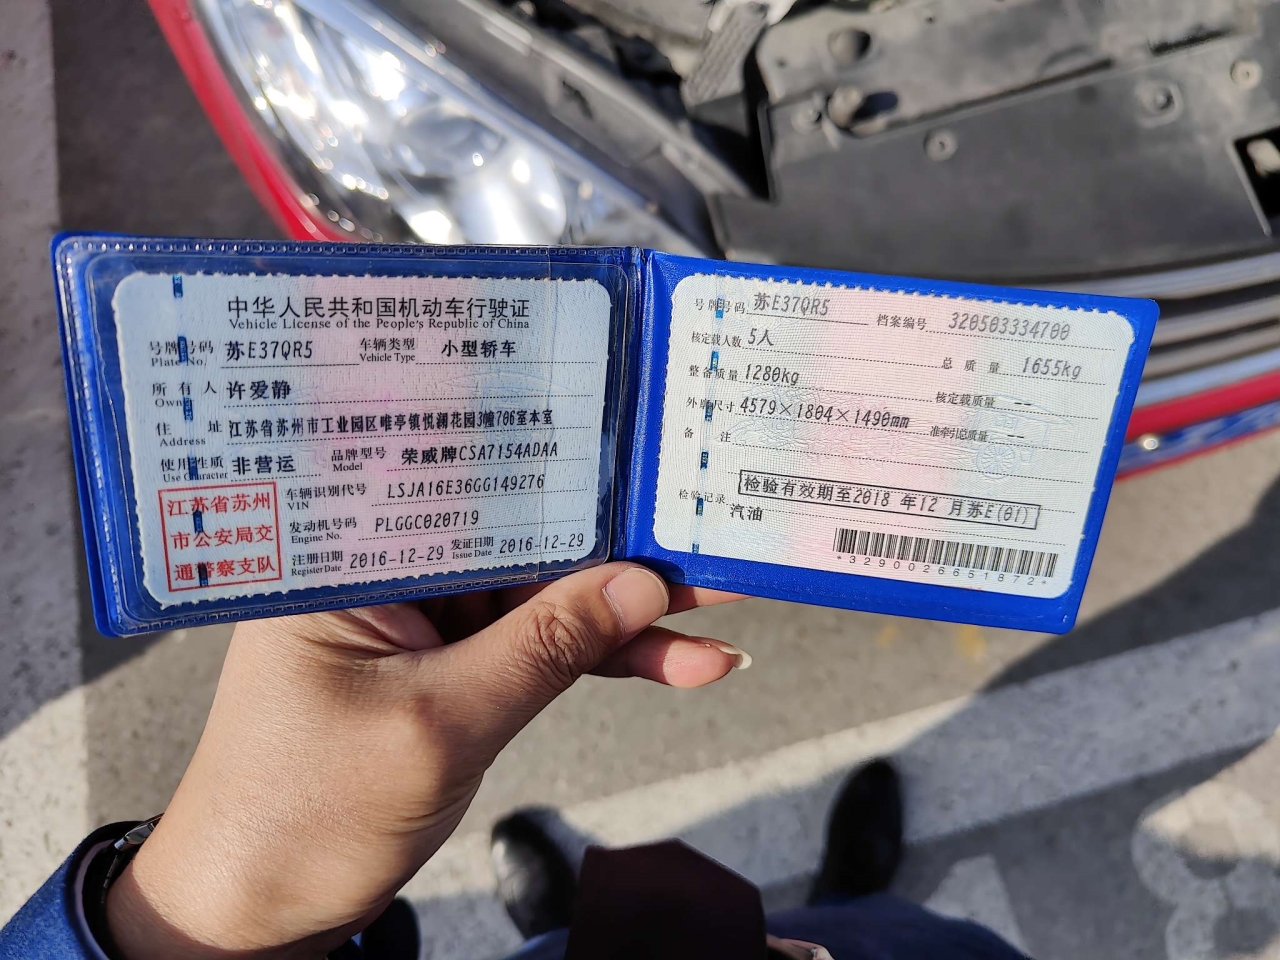 中华人民共和国机动车行驶证
Vehicle License of the People's Republic of China
号牌号码 苏E37QR5 车辆类型 小型轿车
Plate No. Vehicle Type
所有人 许爱静
Owner
住址 江苏省苏州市工业园区唯亭镇悦澜花园3幢706室本室
Address
使用性质 非营运 品牌型号 荣威牌CSA7154ADAA
Use Character Model
江苏省苏州
市公安局交
通警察支队
车辆识别代号 LSJA16E36GG149276
VIN
发动机号码 PLGGC020719
Engine No.
注册日期 2016-12-29 发证日期 2016-12-29
Register Date Issue Date
号牌号码 苏E37QR5 档案编号 320503334700
核定载人数 5人 总质量 1655kg
整备质量 1280kg 核定载质量 --
外廓尺寸 4579×1804×1490mm 准牵引总质量 --
备注
检验记录 检验有效期至2018年12月苏E(01)
汽油
*3290026651872*